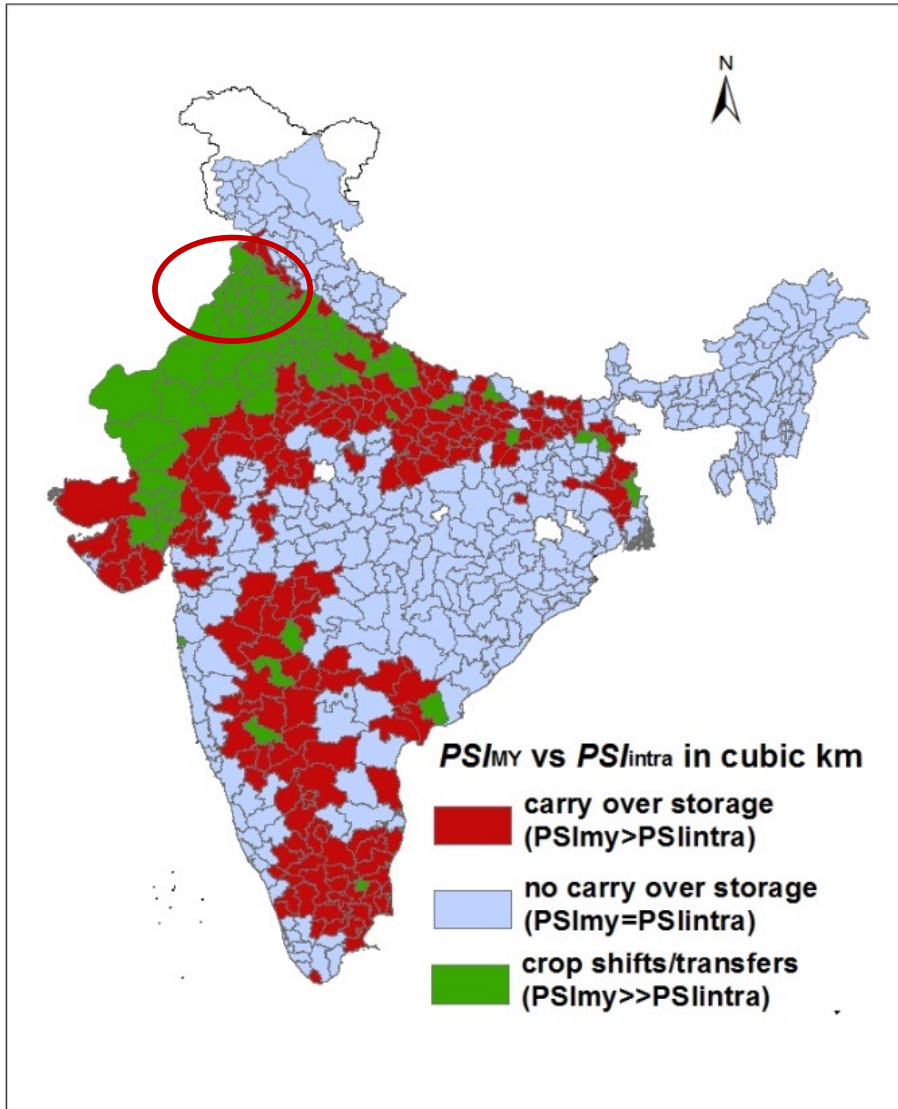 N
PSIMY vs PSIintra in cubic km
carry over storage
(PSImy>PSIintra)
no carry over storage
(PSImy=PSIintra)
crop shifts/transfers
(PSImy>>PSIintra)